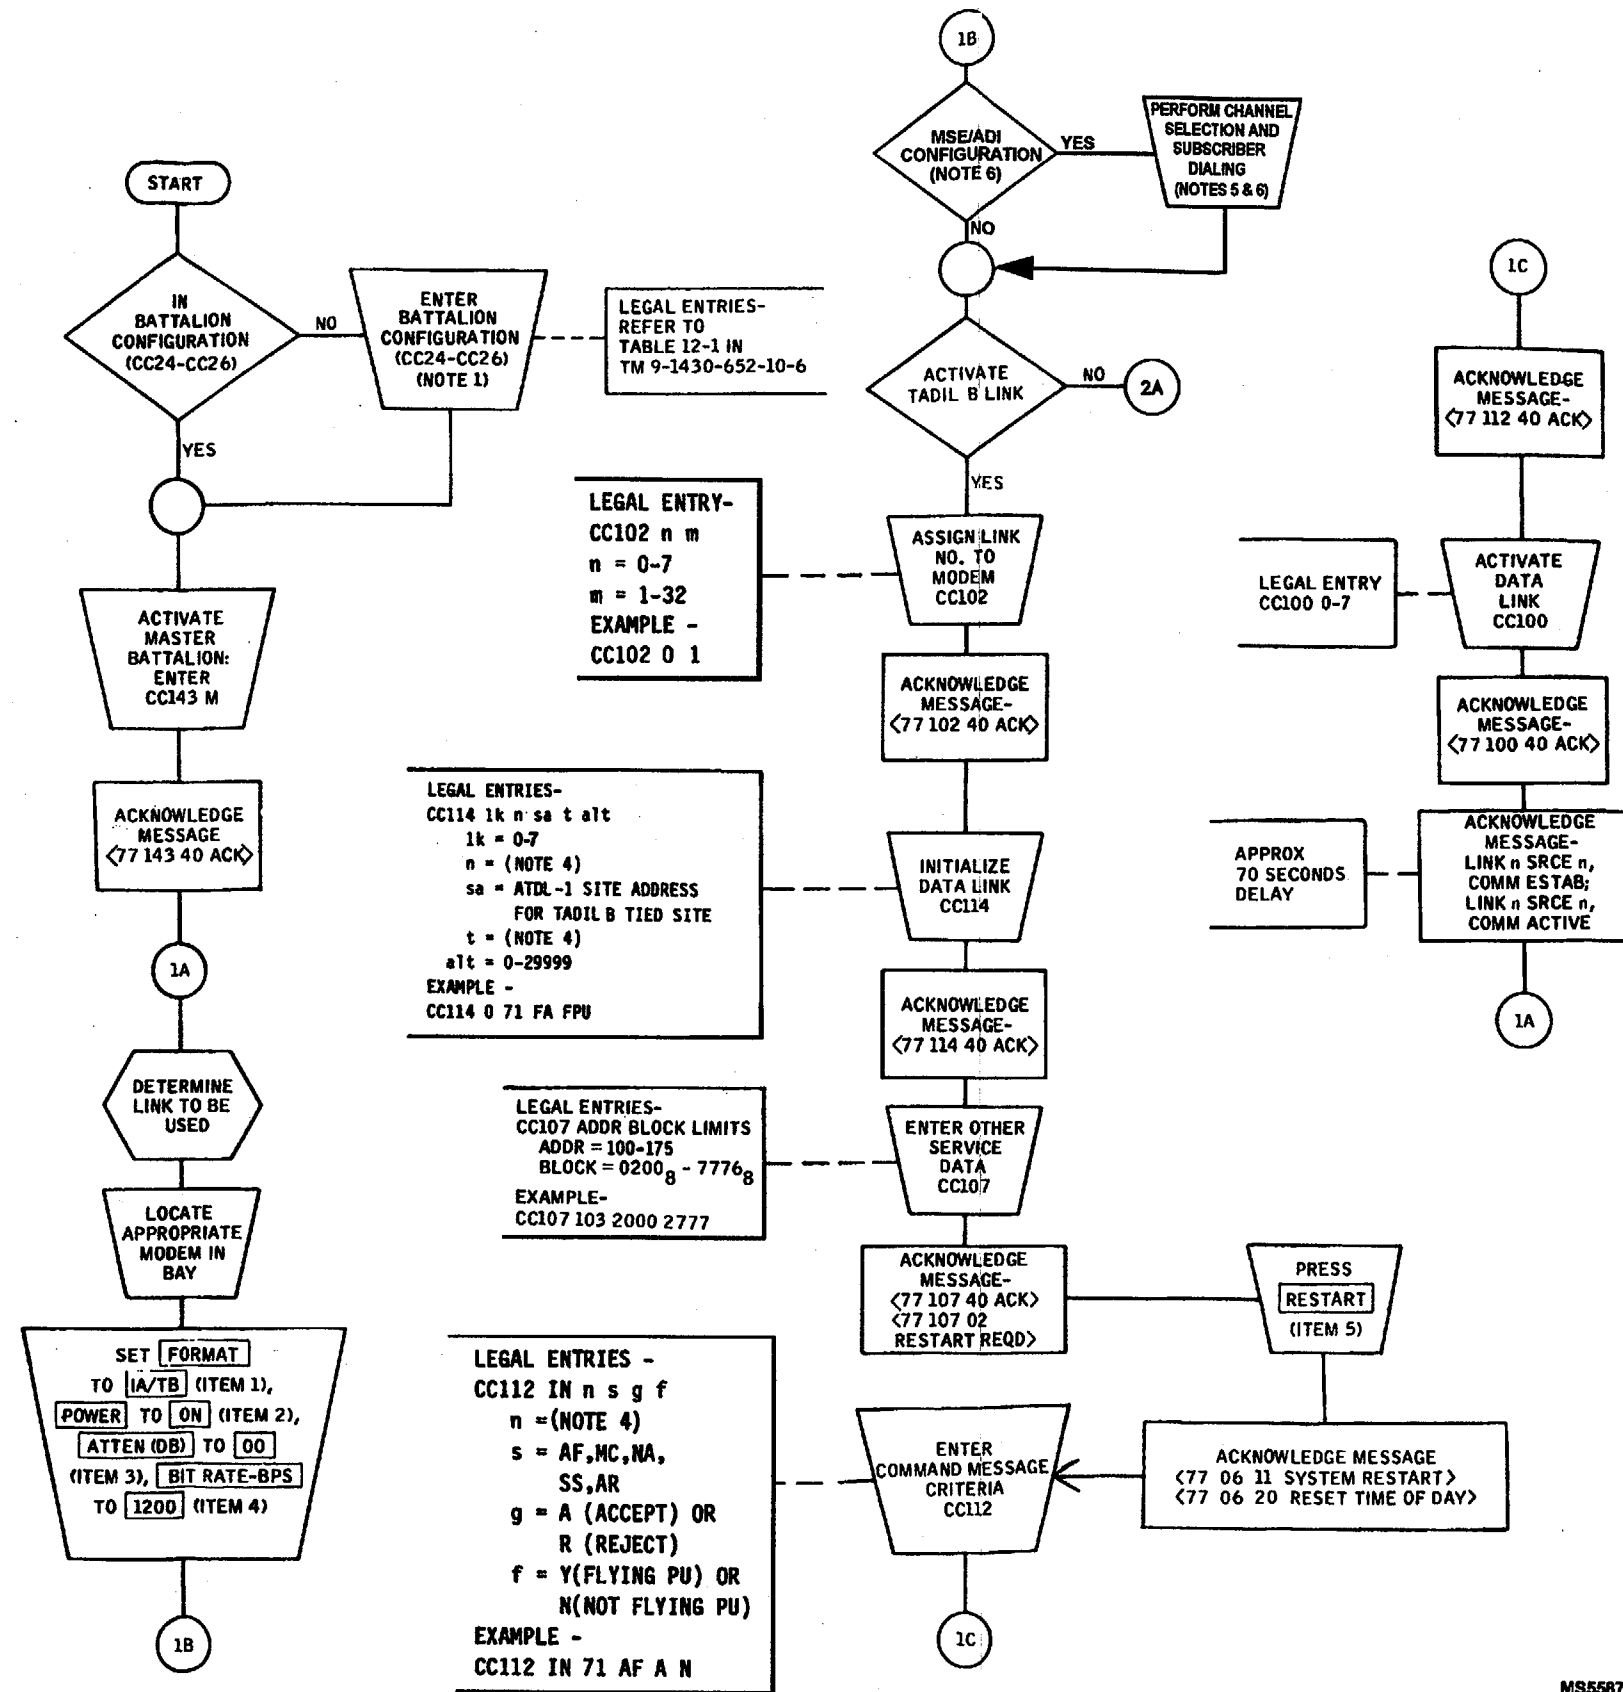 START
IN
BATTALION
CONFIGURATION
(CC24-CC26)
NO
ENTER
BATTALION
CONFIGURATION
(CC24-CC26)
(NOTE 1)
LEGAL ENTRIES-
REFER TO
TABLE 12-1 IN
TM 9-1430-652-10-6
YES
ACTIVATE
MASTER
BATTALION:
ENTER
CC143 M
ACKNOWLEDGE
MESSAGE
<77 143 40 ACK>
1A
DETERMINE
LINK TO BE
USED
LOCATE
APPROPRIATE
MODEM IN
BAY
SET FORMAT
TO IA/TB (ITEM 1),
POWER TO ON (ITEM 2),
ATTEN (DB) TO 00
(ITEM 3), BIT RATE-BPS
TO 1200 (ITEM 4)
1B
1B
MSE/ADI
CONFIGURATION
(NOTE 6)
YES
PERFORM CHANNEL
SELECTION AND
SUBSCRIBER
DIALING
(NOTES 5 & 6)
NO
ACTIVATE
TADIL B LINK
NO
2A
YES
LEGAL ENTRY-
CC102 n m
n = 0-7
m = 1-32
EXAMPLE -
CC102 0 1
ASSIGN LINK
NO. TO
MODEM
CC102
ACKNOWLEDGE
MESSAGE-
<77 102 40 ACK>
LEGAL ENTRIES-
CC114 lk n sa t alt
lk = 0-7
n = (NOTE 4)
sa = ATDL-1 SITE ADDRESS
FOR TADIL B TIED SITE
t = (NOTE 4)
alt = 0-29999
EXAMPLE -
CC114 0 71 FA FPU
INITIALIZE
DATA LINK
CC114
ACKNOWLEDGE
MESSAGE-
<77 114 40 ACK>
LEGAL ENTRIES-
CC107 ADDR BLOCK LIMITS
ADDR = 100-175
BLOCK = 0200₈ - 7776₈
EXAMPLE-
CC107 103 2000 2777
ENTER OTHER
SERVICE
DATA
CC107
ACKNOWLEDGE
MESSAGE-
<77 107 40 ACK>
<77 107 02
RESTART REQD>
PRESS
RESTART
(ITEM 5)
ACKNOWLEDGE MESSAGE
<77 06 11 SYSTEM RESTART>
<77 06 20 RESET TIME OF DAY>
LEGAL ENTRIES -
CC112 IN n s g f
n =(NOTE 4)
s = AF,MC,NA,
SS,AR
g = A (ACCEPT) OR
R (REJECT)
f = Y(FLYING PU) OR
N(NOT FLYING PU)
EXAMPLE -
CC112 IN 71 AF A N
ENTER
COMMAND MESSAGE
CRITERIA
CC112
1C
1C
ACKNOWLEDGE
MESSAGE-
<77 112 40 ACK>
LEGAL ENTRY
CC100 0-7
ACTIVATE
DATA
LINK
CC100
ACKNOWLEDGE
MESSAGE-
<77 100 40 ACK>
APPROX
70 SECONDS
DELAY
ACKNOWLEDGE
MESSAGE-
LINK n SRCE n,
COMM ESTAB;
LINK n SRCE n,
COMM ACTIVE
1A
MS5587